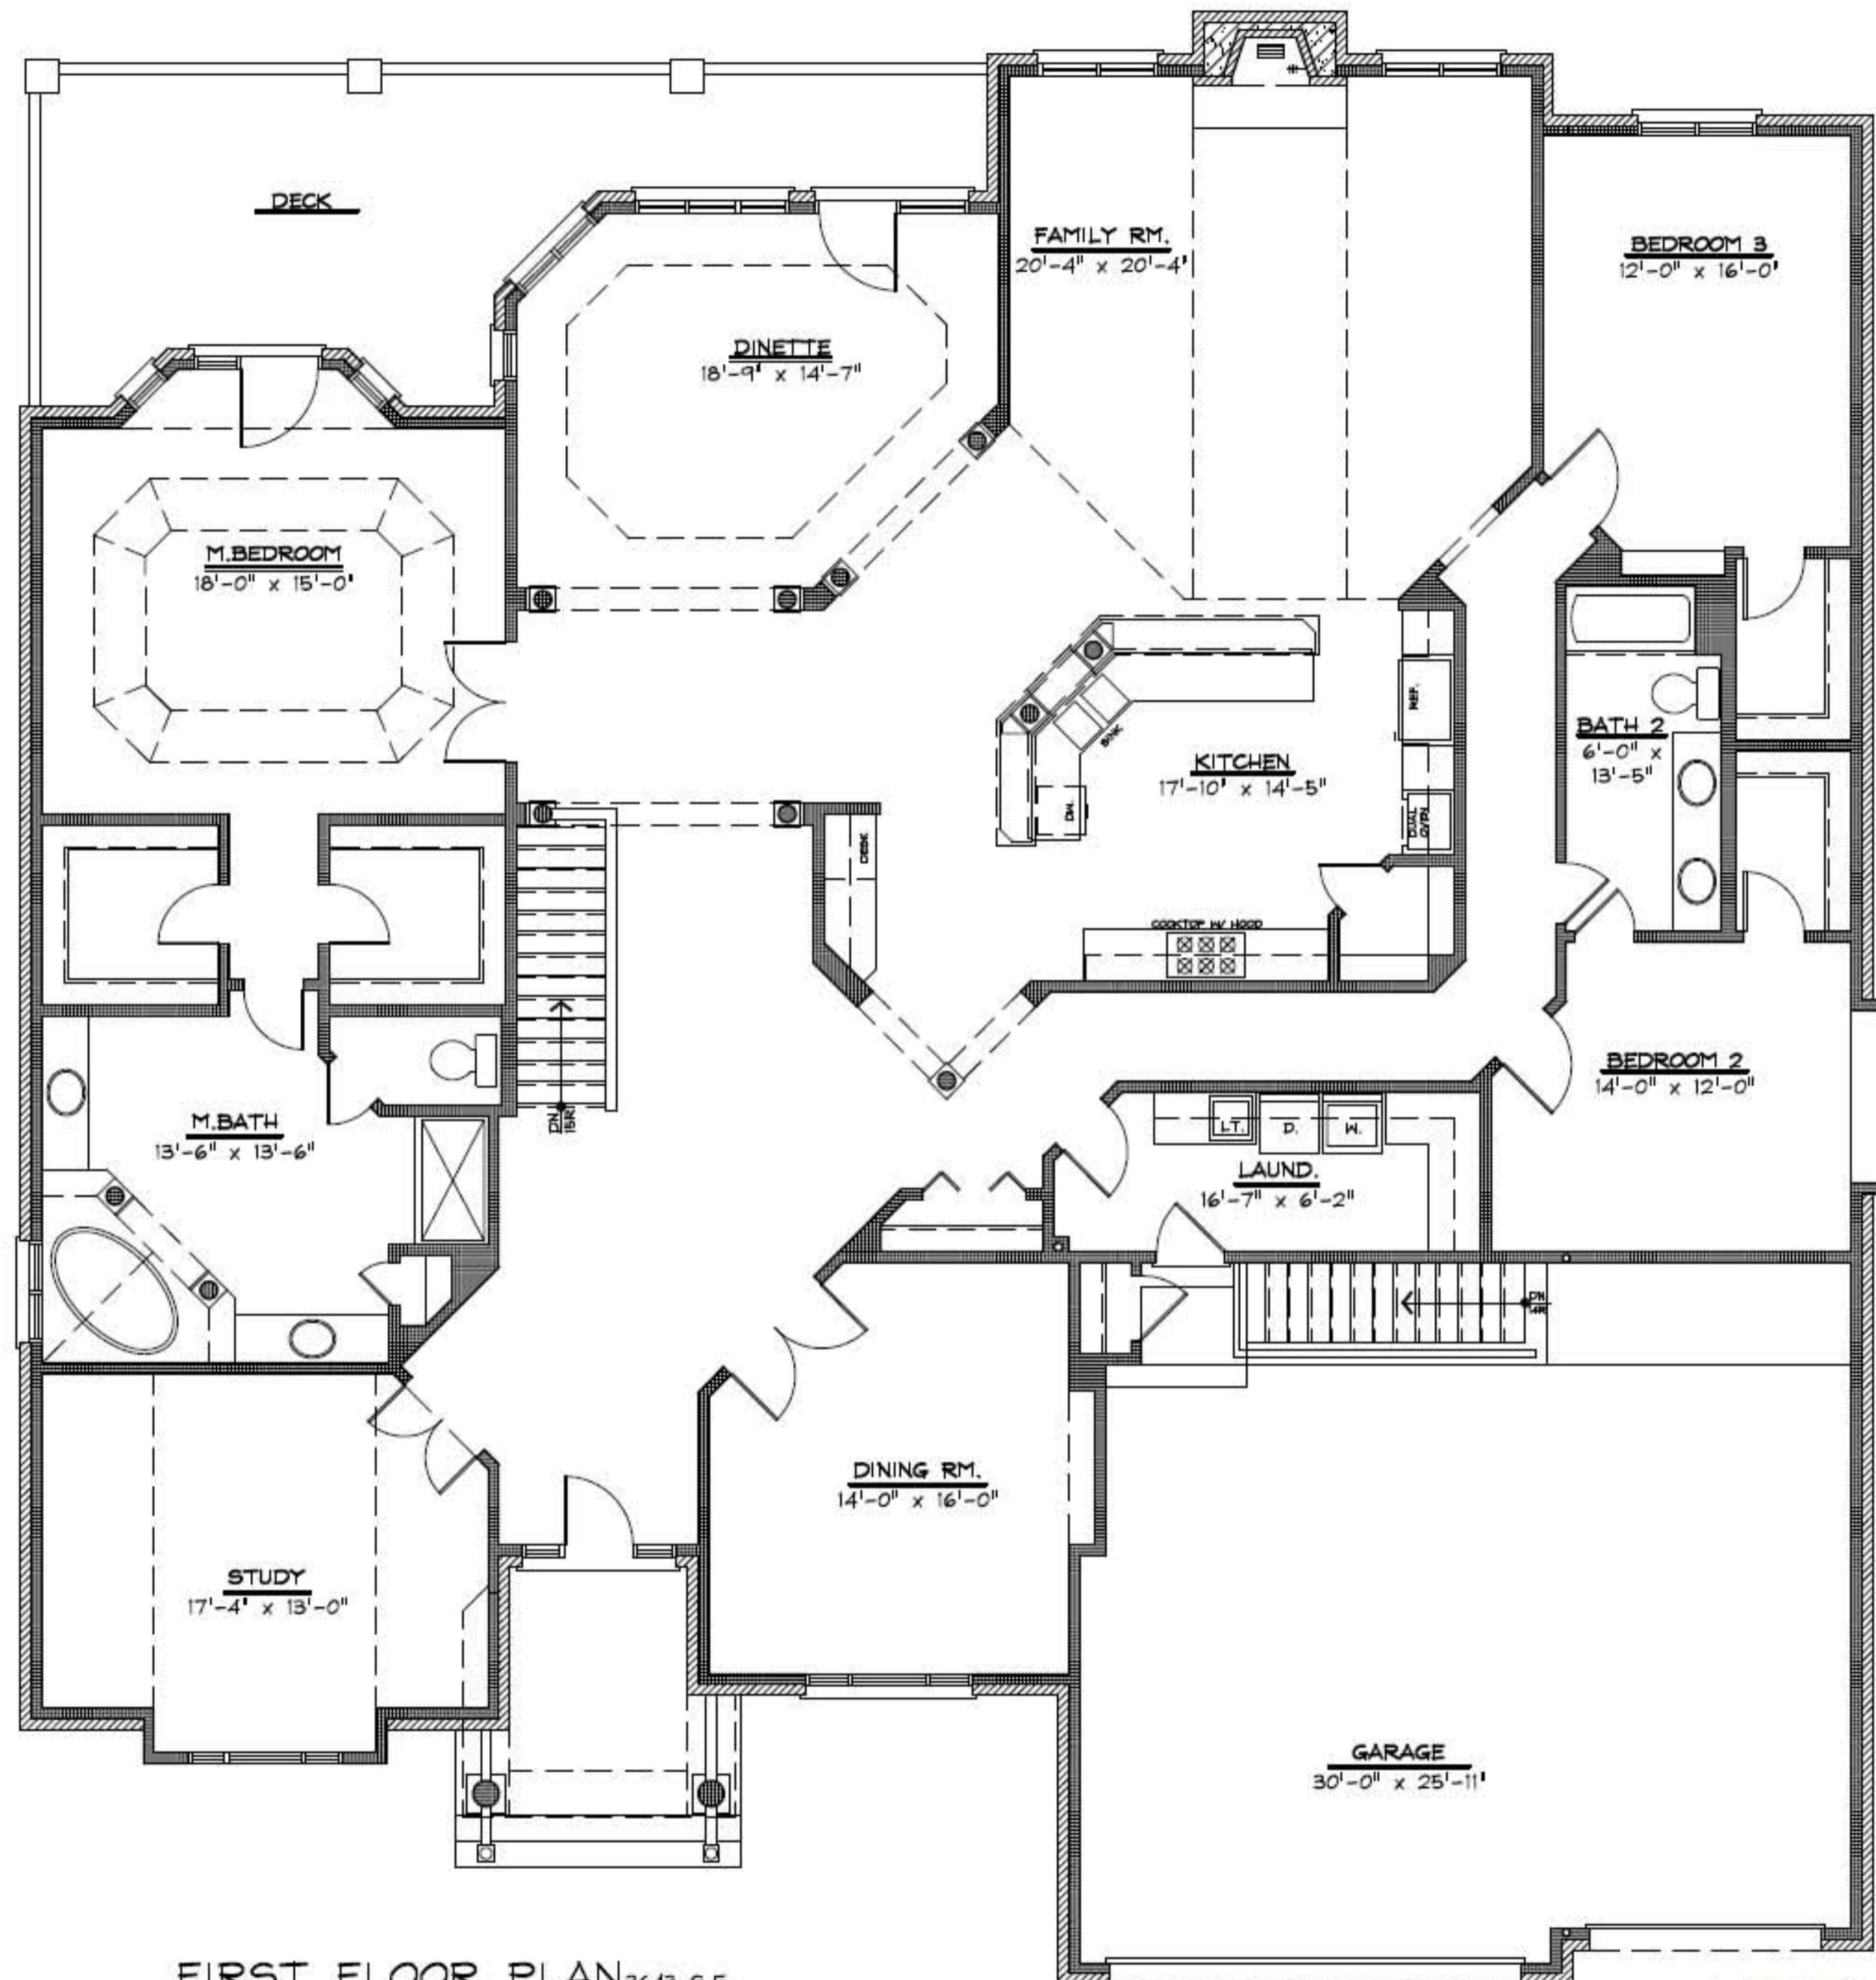 DECK
FAMILY RM.
20'-4" x 20'-4"
BEDROOM 3
12'-0" x 16'-0"
DINETTE
18'-9" x 14'-7"
M.BEDROOM
18'-0" x 15'-0"
REF.
BATH 2
6'-0" x
13'-5"
SINK
KITCHEN
17'-10" x 14'-5"
DW.
DUAL
OVEN
DESK
COOKTOP W/ HOOD
BEDROOM 2
14'-0" x 12'-0"
M.BATH
13'-6" x 13'-6"
DN
15R
LT.
D.
W.
LAUND.
16'-7" x 6'-2"
DN
DINING RM.
14'-0" x 16'-0"
STUDY
17'-4" x 13'-0"
GARAGE
30'-0" x 25'-11"
FIRST FLOOR PLAN